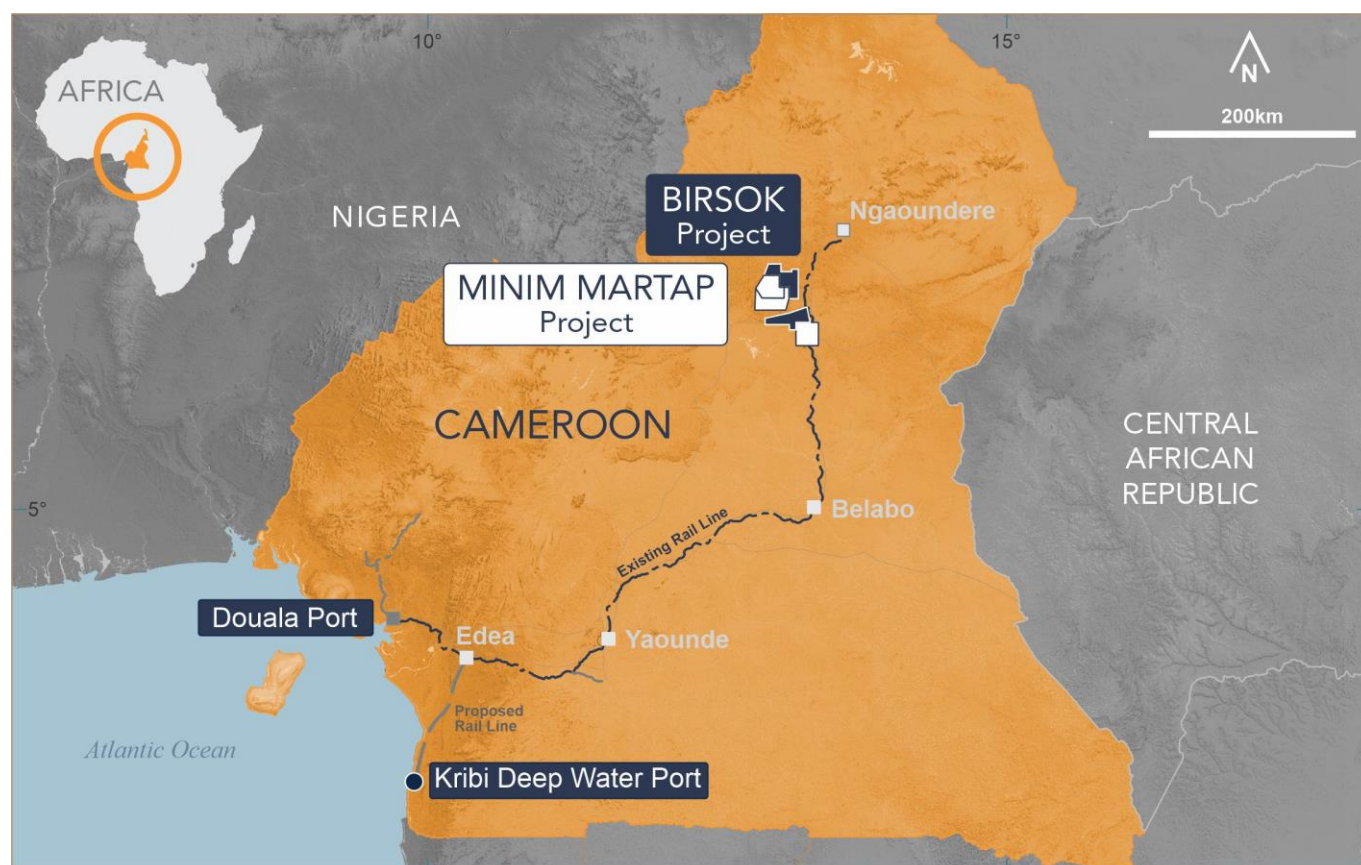 10°
15°
N
200km
AFRICA
NIGERIA
BIRSOK
Project
Ngaoundere
MINIM MARTAP
Project
CAMEROON
CENTRAL
AFRICAN
REPUBLIC
5°
Belabo
Existing Rail Line
Douala Port
Edea
Yaounde
Proposed
Rail Line
Atlantic Ocean
Kribi Deep Water Port